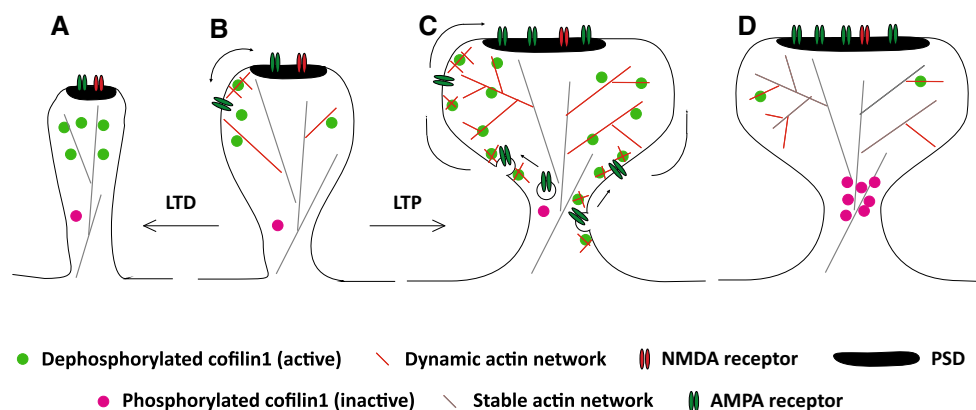 A
B
C
D
LTD
LTP
Dephosphorylated cofilin1 (active)
Dynamic actin network
NMDA receptor
PSD
Phosphorylated cofilin1 (inactive)
Stable actin network
AMPA receptor